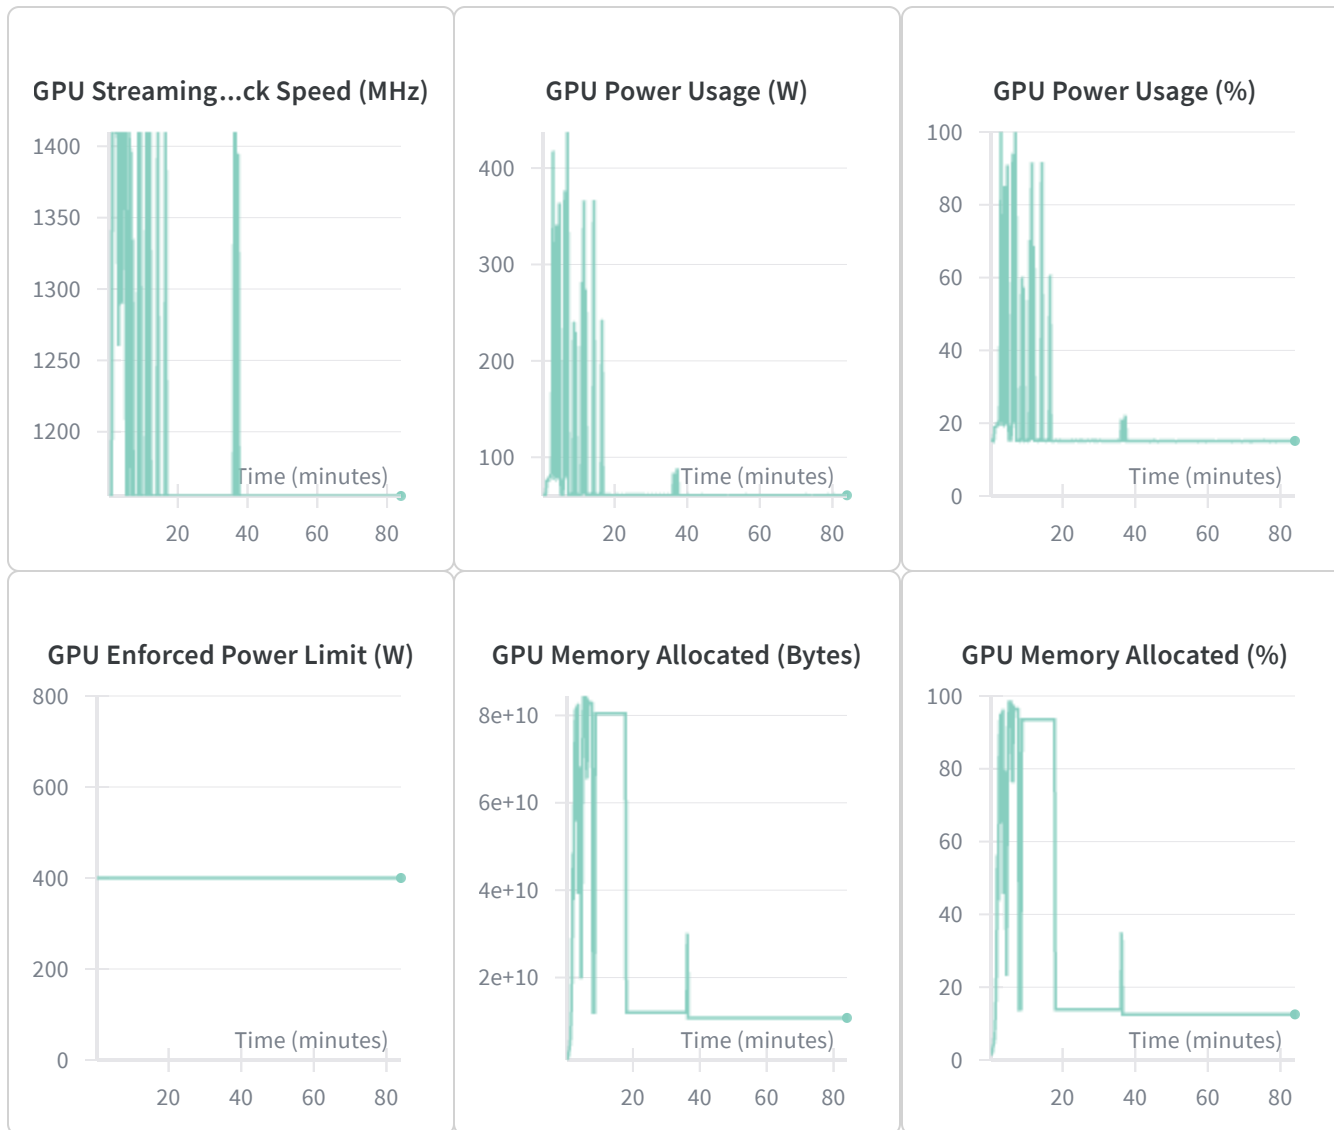 GPU Streaming...ck Speed (MHz)
1400
1350
1300
1250
1200
Time (minutes)
20 40 60 80
GPU Power Usage (W)
400
300
200
100
Time (minutes)
20 40 60 80
GPU Power Usage (%)
100
80
60
40
20
0
Time (minutes)
20 40 60 80
GPU Enforced Power Limit (W)
800
600
400
200
0
Time (minutes)
20 40 60 80
GPU Memory Allocated (Bytes)
8e+10
6e+10
4e+10
2e+10
Time (minutes)
20 40 60 80
GPU Memory Allocated (%)
100
80
60
40
20
0
Time (minutes)
20 40 60 80